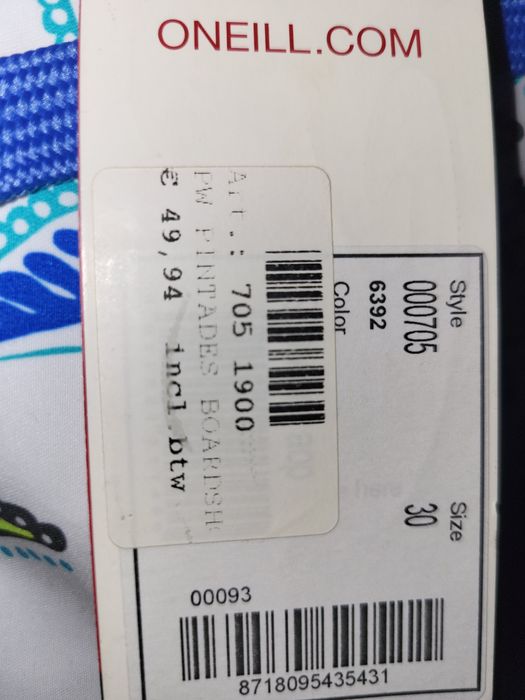 ONEILL.COM
Art.: 705 1900
PW PINTADES BOARDSH
€ 49,94 incl.btw
Style
000705
6392
Color
Size
30
00093
8718095435431